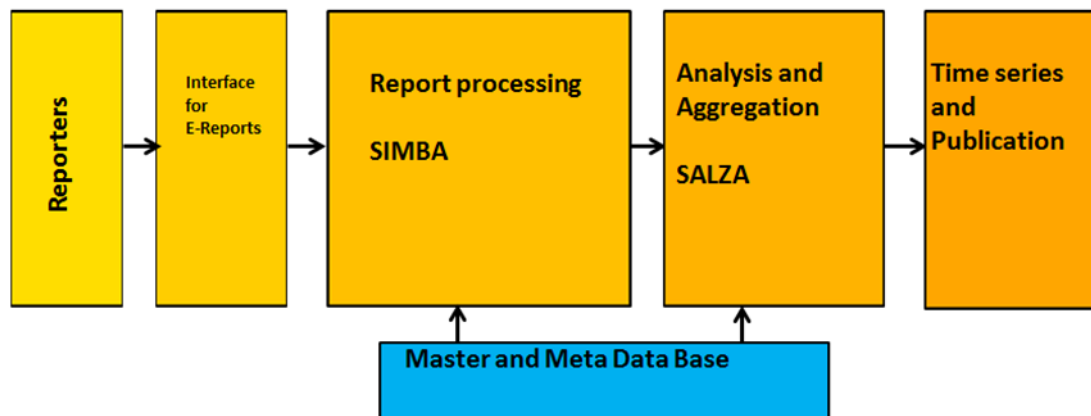 Reporters
Interface
for
E-Reports
Report processing
SIMBA
Analysis and
Aggregation
SALZA
Time series
and
Publication
Master and Meta Data Base